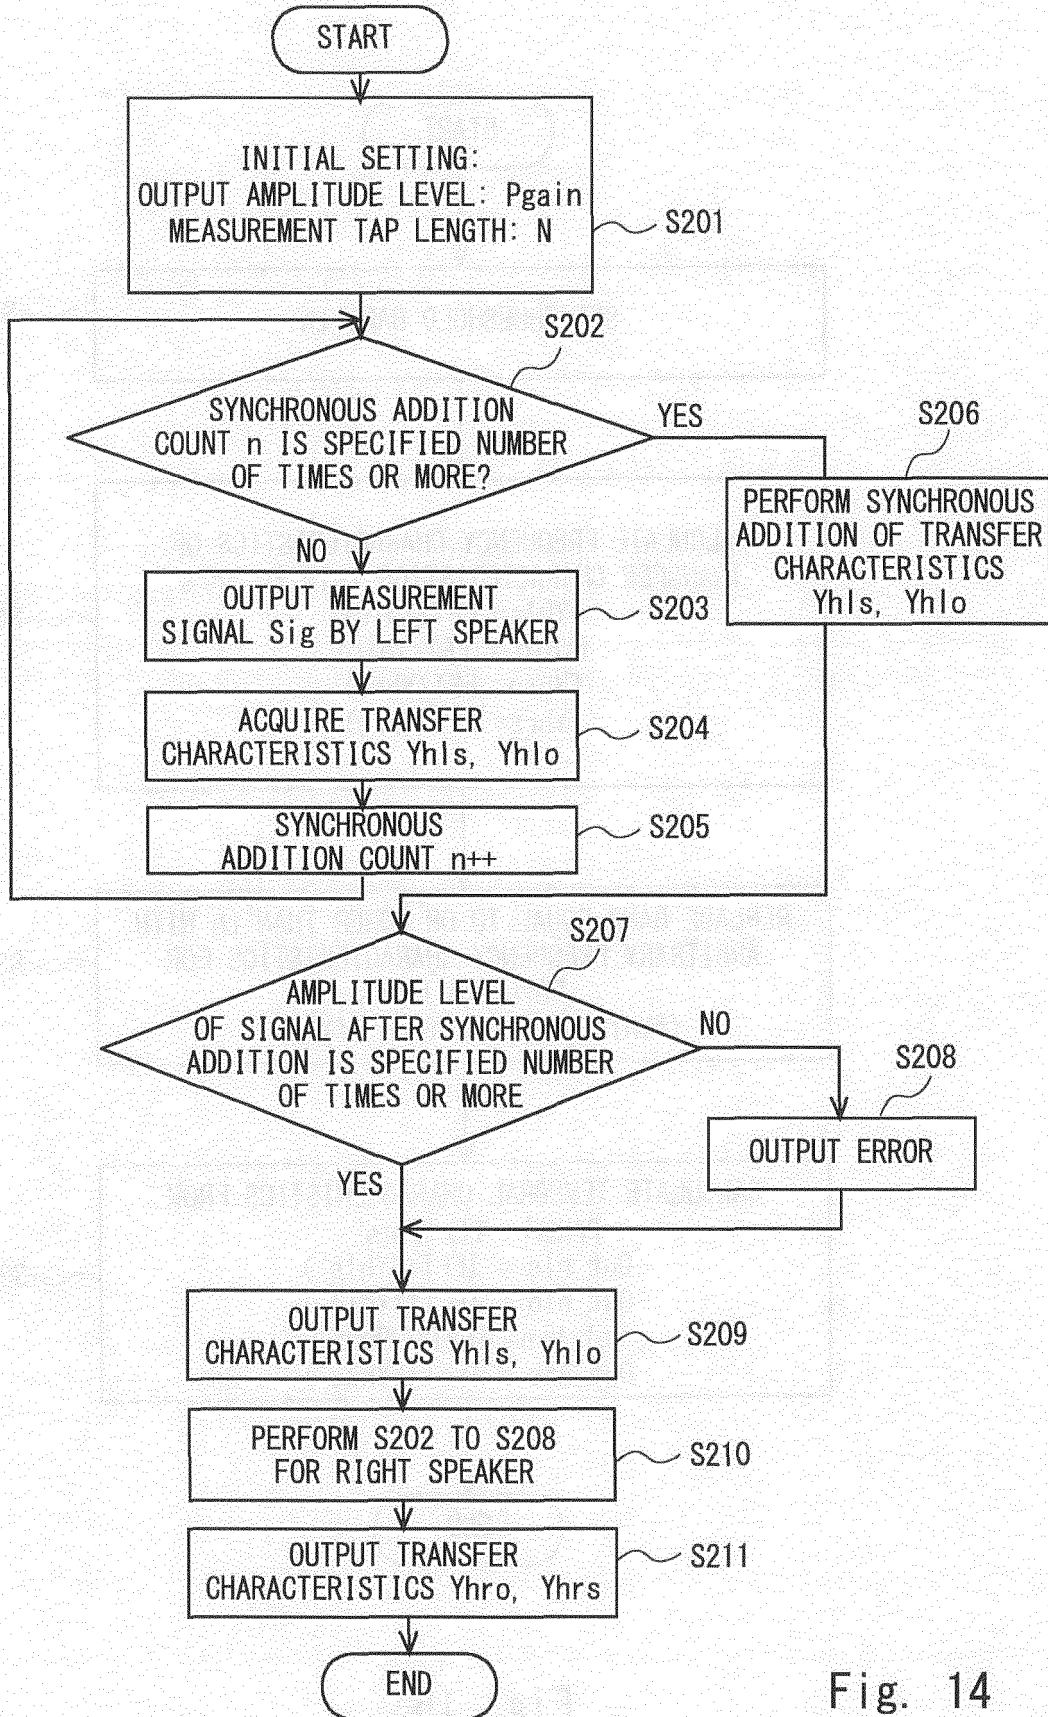 START
INITIAL SETTING:
OUTPUT AMPLITUDE LEVEL: Pgain
MEASUREMENT TAP LENGTH: N
S201
S202
SYNCHRONOUS ADDITION
COUNT n IS SPECIFIED NUMBER
OF TIMES OR MORE?
YES
NO
S206
PERFORM SYNCHRONOUS
ADDITION OF TRANSFER
CHARACTERISTICS
Yhls, Yhlo
OUTPUT MEASUREMENT
SIGNAL Sig BY LEFT SPEAKER
S203
ACQUIRE TRANSFER
CHARACTERISTICS Yhls, Yhlo
S204
SYNCHRONOUS
ADDITION COUNT n++
S205
S207
AMPLITUDE LEVEL
OF SIGNAL AFTER SYNCHRONOUS
ADDITION IS SPECIFIED NUMBER
OF TIMES OR MORE
NO
YES
S208
OUTPUT ERROR
OUTPUT TRANSFER
CHARACTERISTICS Yhls, Yhlo
S209
PERFORM S202 TO S208
FOR RIGHT SPEAKER
S210
OUTPUT TRANSFER
CHARACTERISTICS Yhro, Yhrs
S211
END
Fig. 14